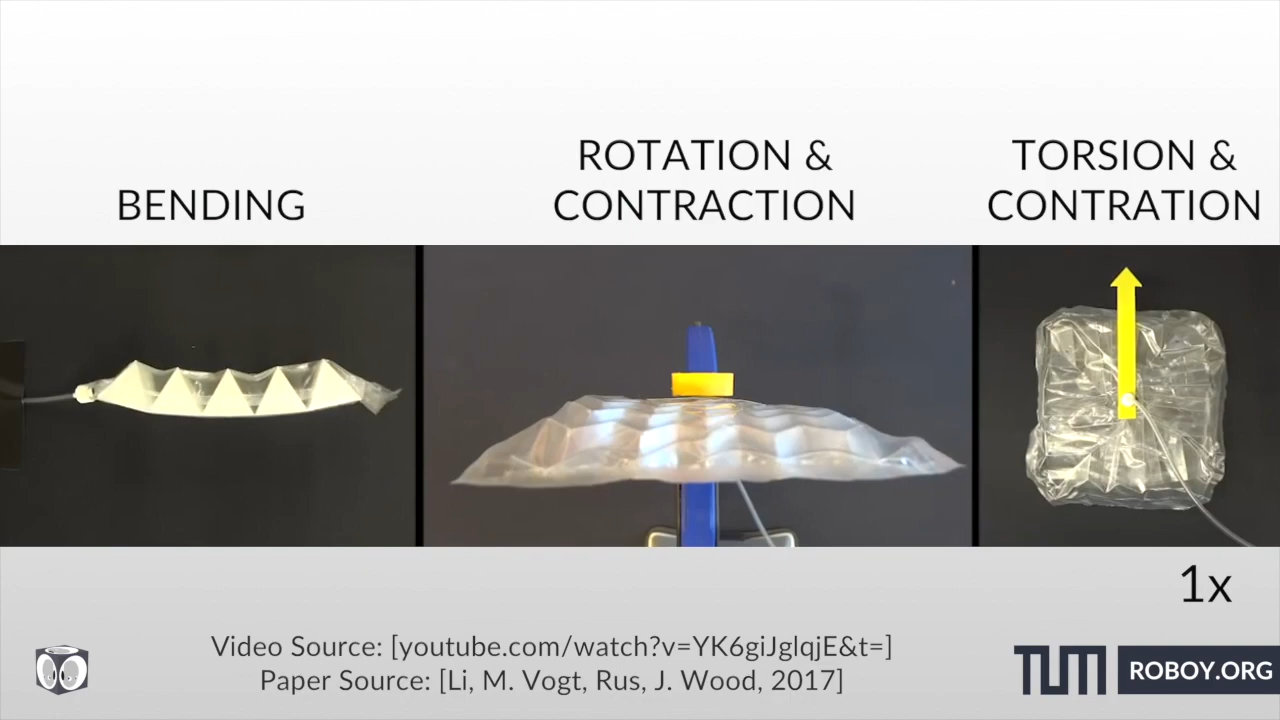 BENDING
ROTATION &
CONTRACTION
TORSION &
CONTRATION
1x
Video Source: [youtube.com/watch?v=YK6giJglqjE&t=]
Paper Source: [Li, M. Vogt, Rus, J. Wood, 2017]
TUM
ROBOY.ORG